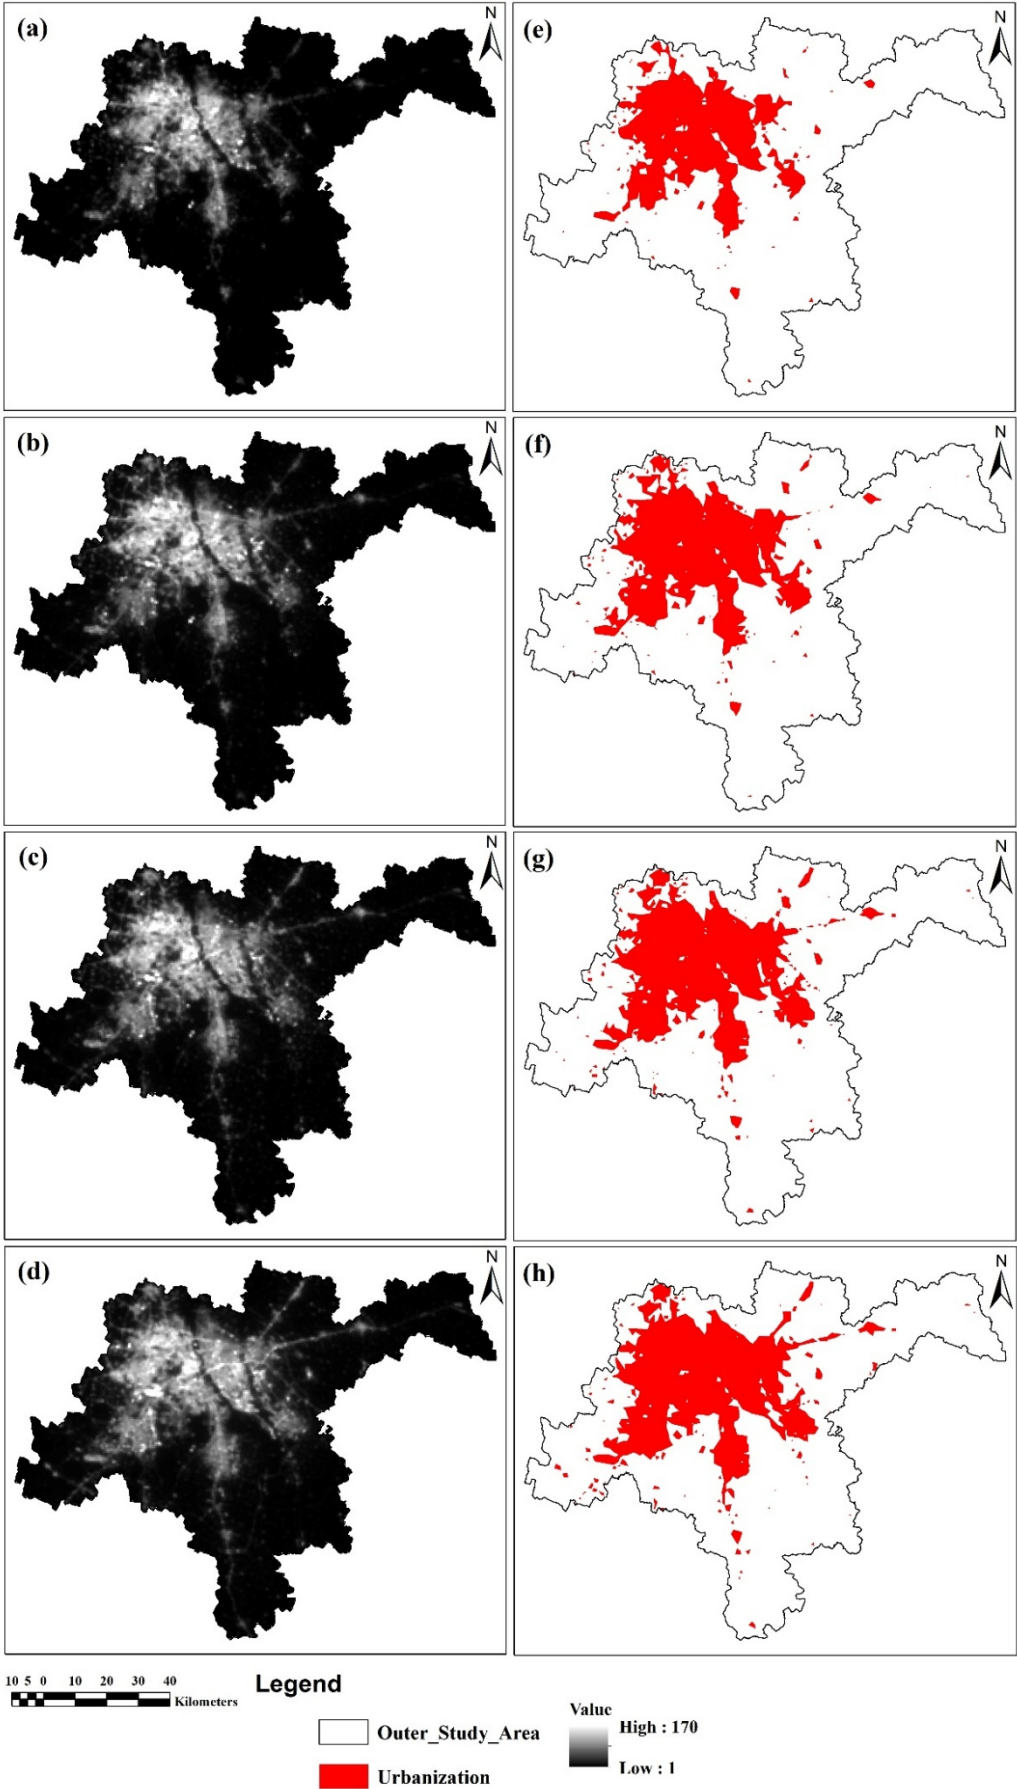 (a)
N
(e)
N
(b)
N
(f)
N
(c)
N
(g)
N
(d)
N
(h)
N
10 5 0 10 20 30 40
Kilometers
Legend
Outer_Study_Area
Urbanization
Value
High : 170
Low : 1